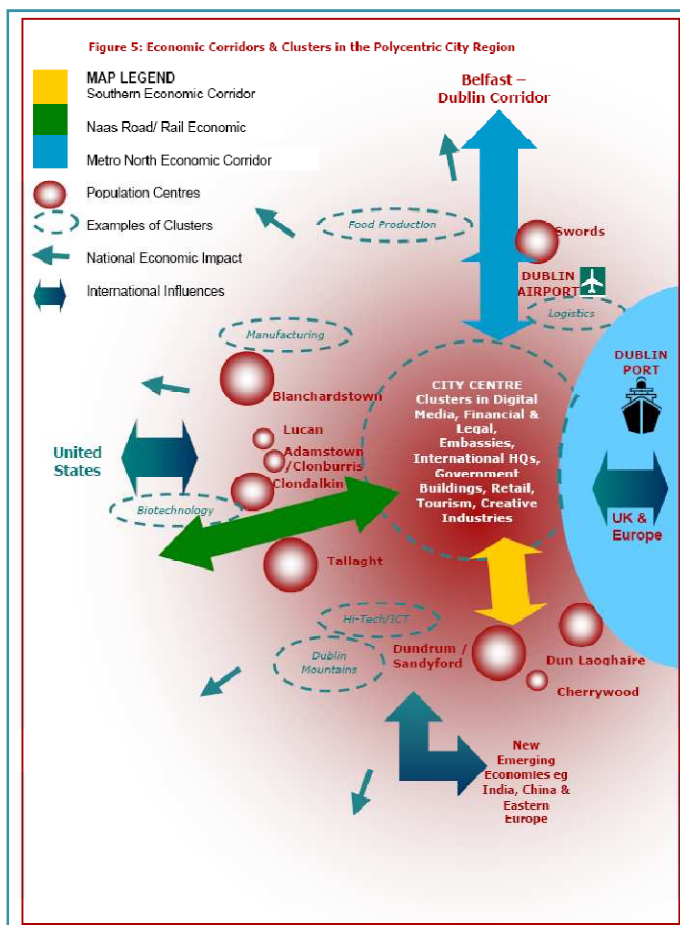 Figure 5: Economic Corridors & Clusters in the Polycentric City Region
MAP LEGEND
Southern Economic Corridor
Naas Road/ Rail Economic
Metro North Economic Corridor
Population Centres
Examples of Clusters
National Economic Impact
International Influences
Belfast –
Dublin Corridor
Food Production
Swords
DUBLIN
AIRPORT
Logistics
Manufacturing
Blanchardstown
DUBLIN
PORT
CITY CENTRE
Clusters in Digital
Media, Financial &
Legal,
Embassies,
International HQs,
Government
Buildings, Retail,
Tourism, Creative
Industries
Lucan
Adamstown
/Clonburris
Clondalkin
United
States
Biotechnology
UK &
Europe
Tallaght
Hi-Tech/ICT
Dublin
Mountains
Dundrum /
Sandyford
Dun Laoghaire
Cherrywood
New
Emerging
Economies eg
India, China &
Eastern
Europe